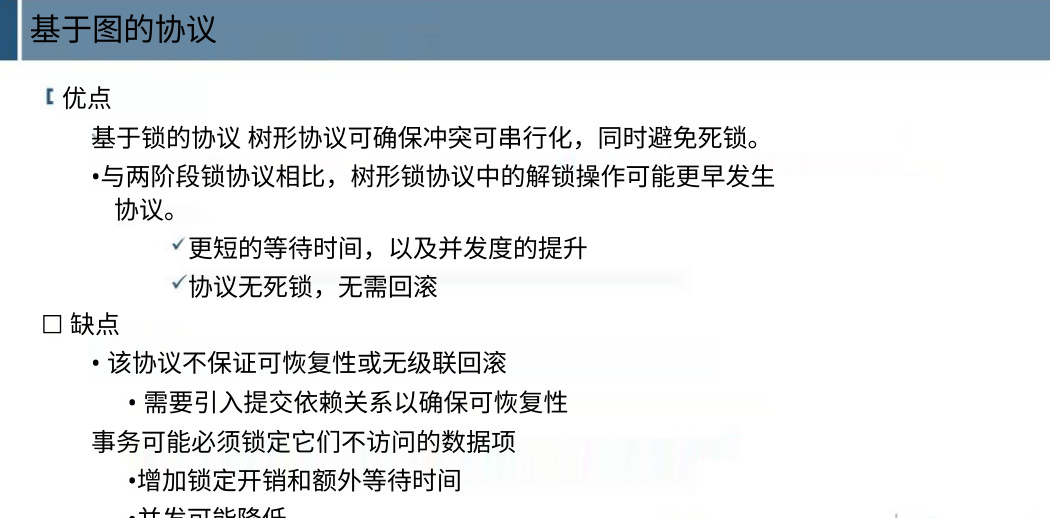 基于图的协议
优点
基于锁的协议 树形协议可确保冲突可串行化，同时避免死锁。
•与两阶段锁协议相比，树形锁协议中的解锁操作可能更早发生
协议。
✓更短的等待时间，以及并发度的提升
✓协议无死锁，无需回滚
□ 缺点
• 该协议不保证可恢复性或无级联回滚
• 需要引入提交依赖关系以确保可恢复性
事务可能必须锁定它们不访问的数据项
•增加锁定开销和额外等待时间
•并发可能降低